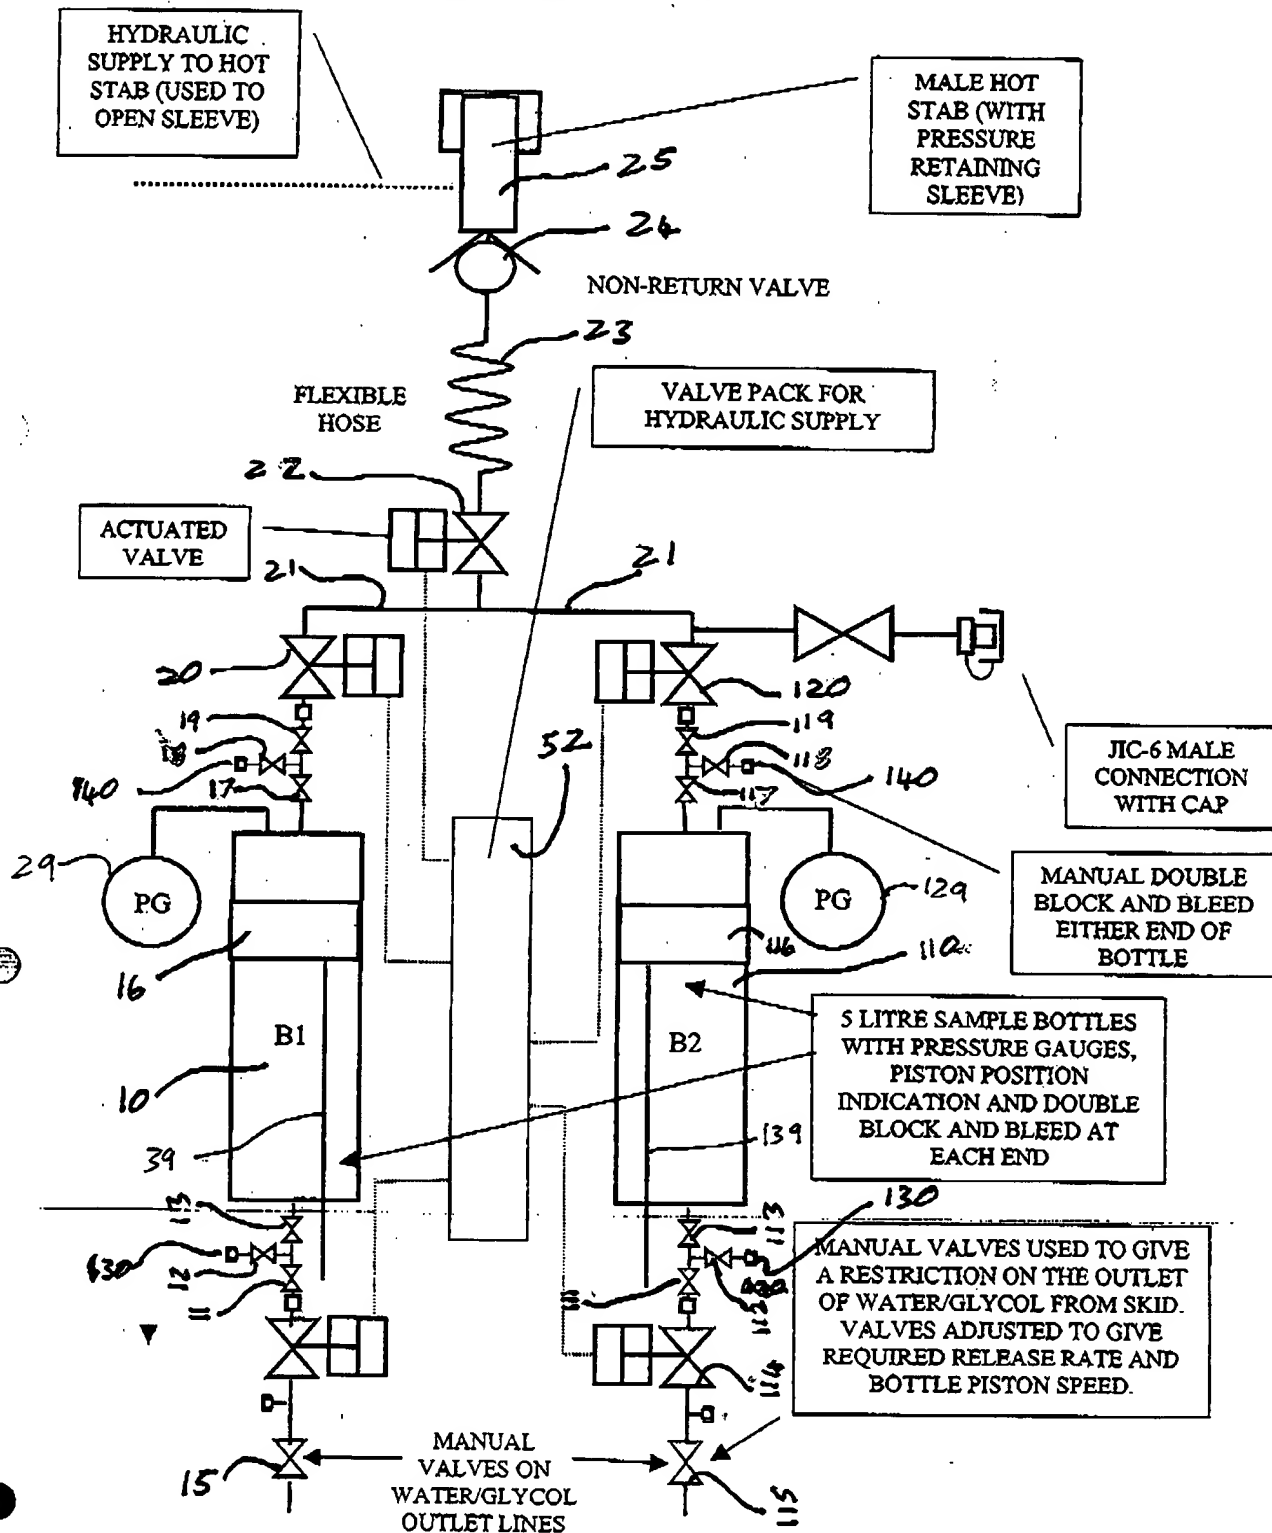 HYDRAULIC
SUPPLY TO HOT
STAB (USED TO
OPEN SLEEVE)
MALE HOT
STAB (WITH
PRESSURE
RETAINING
SLEEVE)
25
24
NON-RETURN VALVE
23
FLEXIBLE
HOSE
VALVE PACK FOR
HYDRAULIC SUPPLY
22
ACTUATED
VALVE
21
21
20
120
19
119
52
118
140
140
17
117
JIC-6 MALE
CONNECTION
WITH CAP
29
PG
PG
129
MANUAL DOUBLE
BLOCK AND BLEED
EITHER END OF
BOTTLE
16
116
110
B1
B2
5 LITRE SAMPLE BOTTLES
WITH PRESSURE GAUGES,
PISTON POSITION
INDICATION AND DOUBLE
BLOCK AND BLEED AT
EACH END
10
39
139
13
113
130
12
112
11
111
MANUAL VALVES USED TO GIVE
A RESTRICTION ON THE OUTLET
OF WATER/GLYCOL FROM SKID.
VALVES ADJUSTED TO GIVE
REQUIRED RELEASE RATE AND
BOTTLE PISTON SPEED.
114
MANUAL
VALVES ON
WATER/GLYCOL
OUTLET LINES
15
115